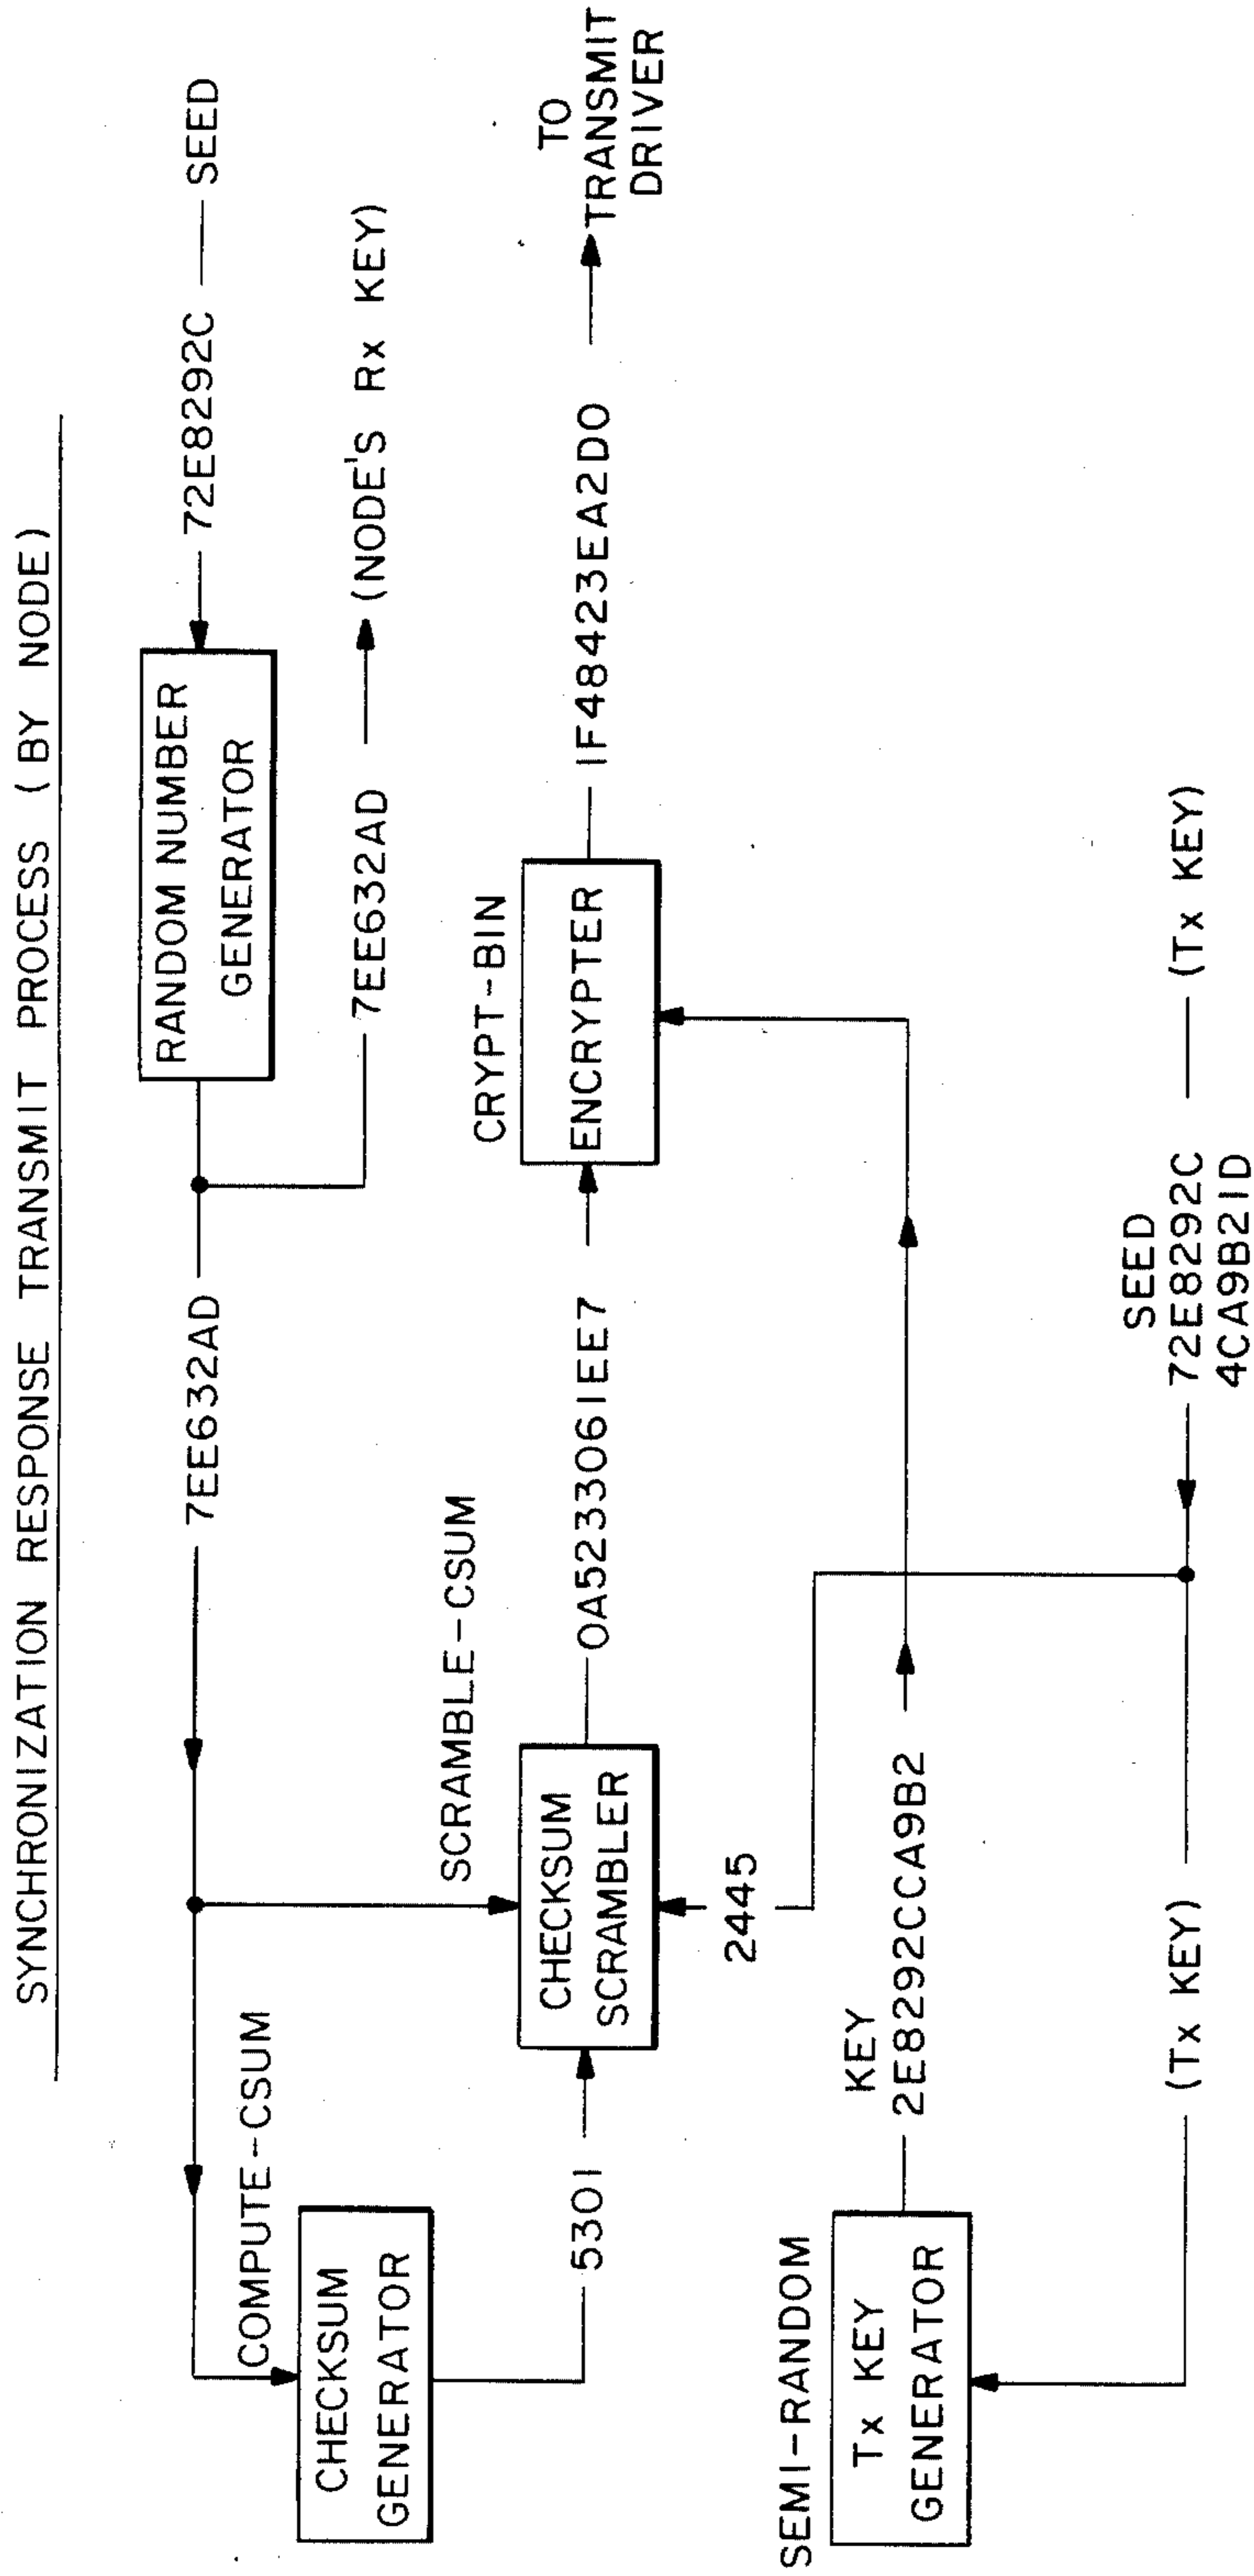 SYNCHRONIZATION RESPONSE TRANSMIT PROCESS (BY NODE)
7EE632AD
RANDOM NUMBER
GENERATOR
72E8292C
SEED
COMPUTE-CSUM
7EE632AD
(NODE'S Rx KEY)
CHECKSUM
GENERATOR
SCRAMBLE-CSUM
CRYPT-BIN
5301
CHECKSUM
SCRAMBLER
0A5233061EE7
ENCRYPTER
1F48423EA2D0
TO
TRANSMIT
DRIVER
2445
SEMI-RANDOM
Tx KEY
GENERATOR
KEY
2E8292CCA9B2
(Tx KEY)
SEED
72E8292C
4CA9B21D
(Tx KEY)